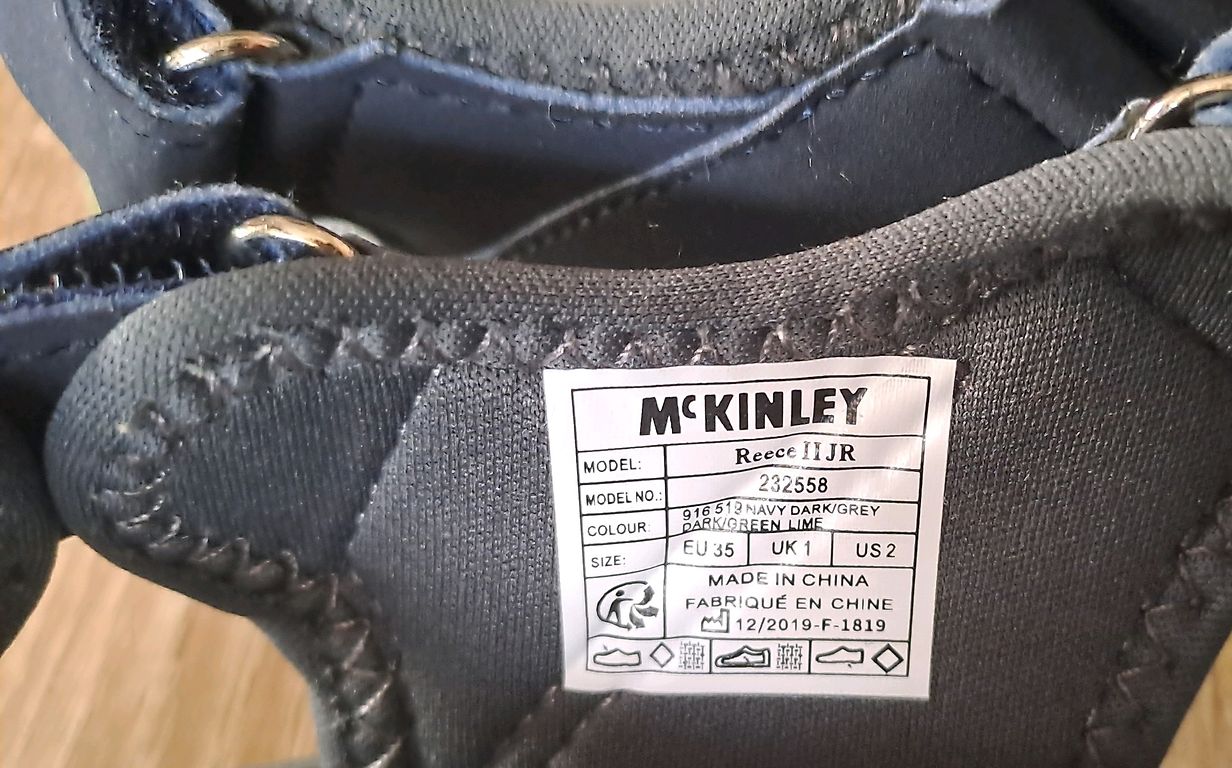 McKINLEY
MODEL: Reece II JR
MODEL NO.: 232558
COLOUR: 916 519 NAVY DARK/GREY
DARK/GREEN LIME
SIZE: EU 35 UK 1 US 2
MADE IN CHINA
FABRIQUÉ EN CHINE
12/2019-F-1819